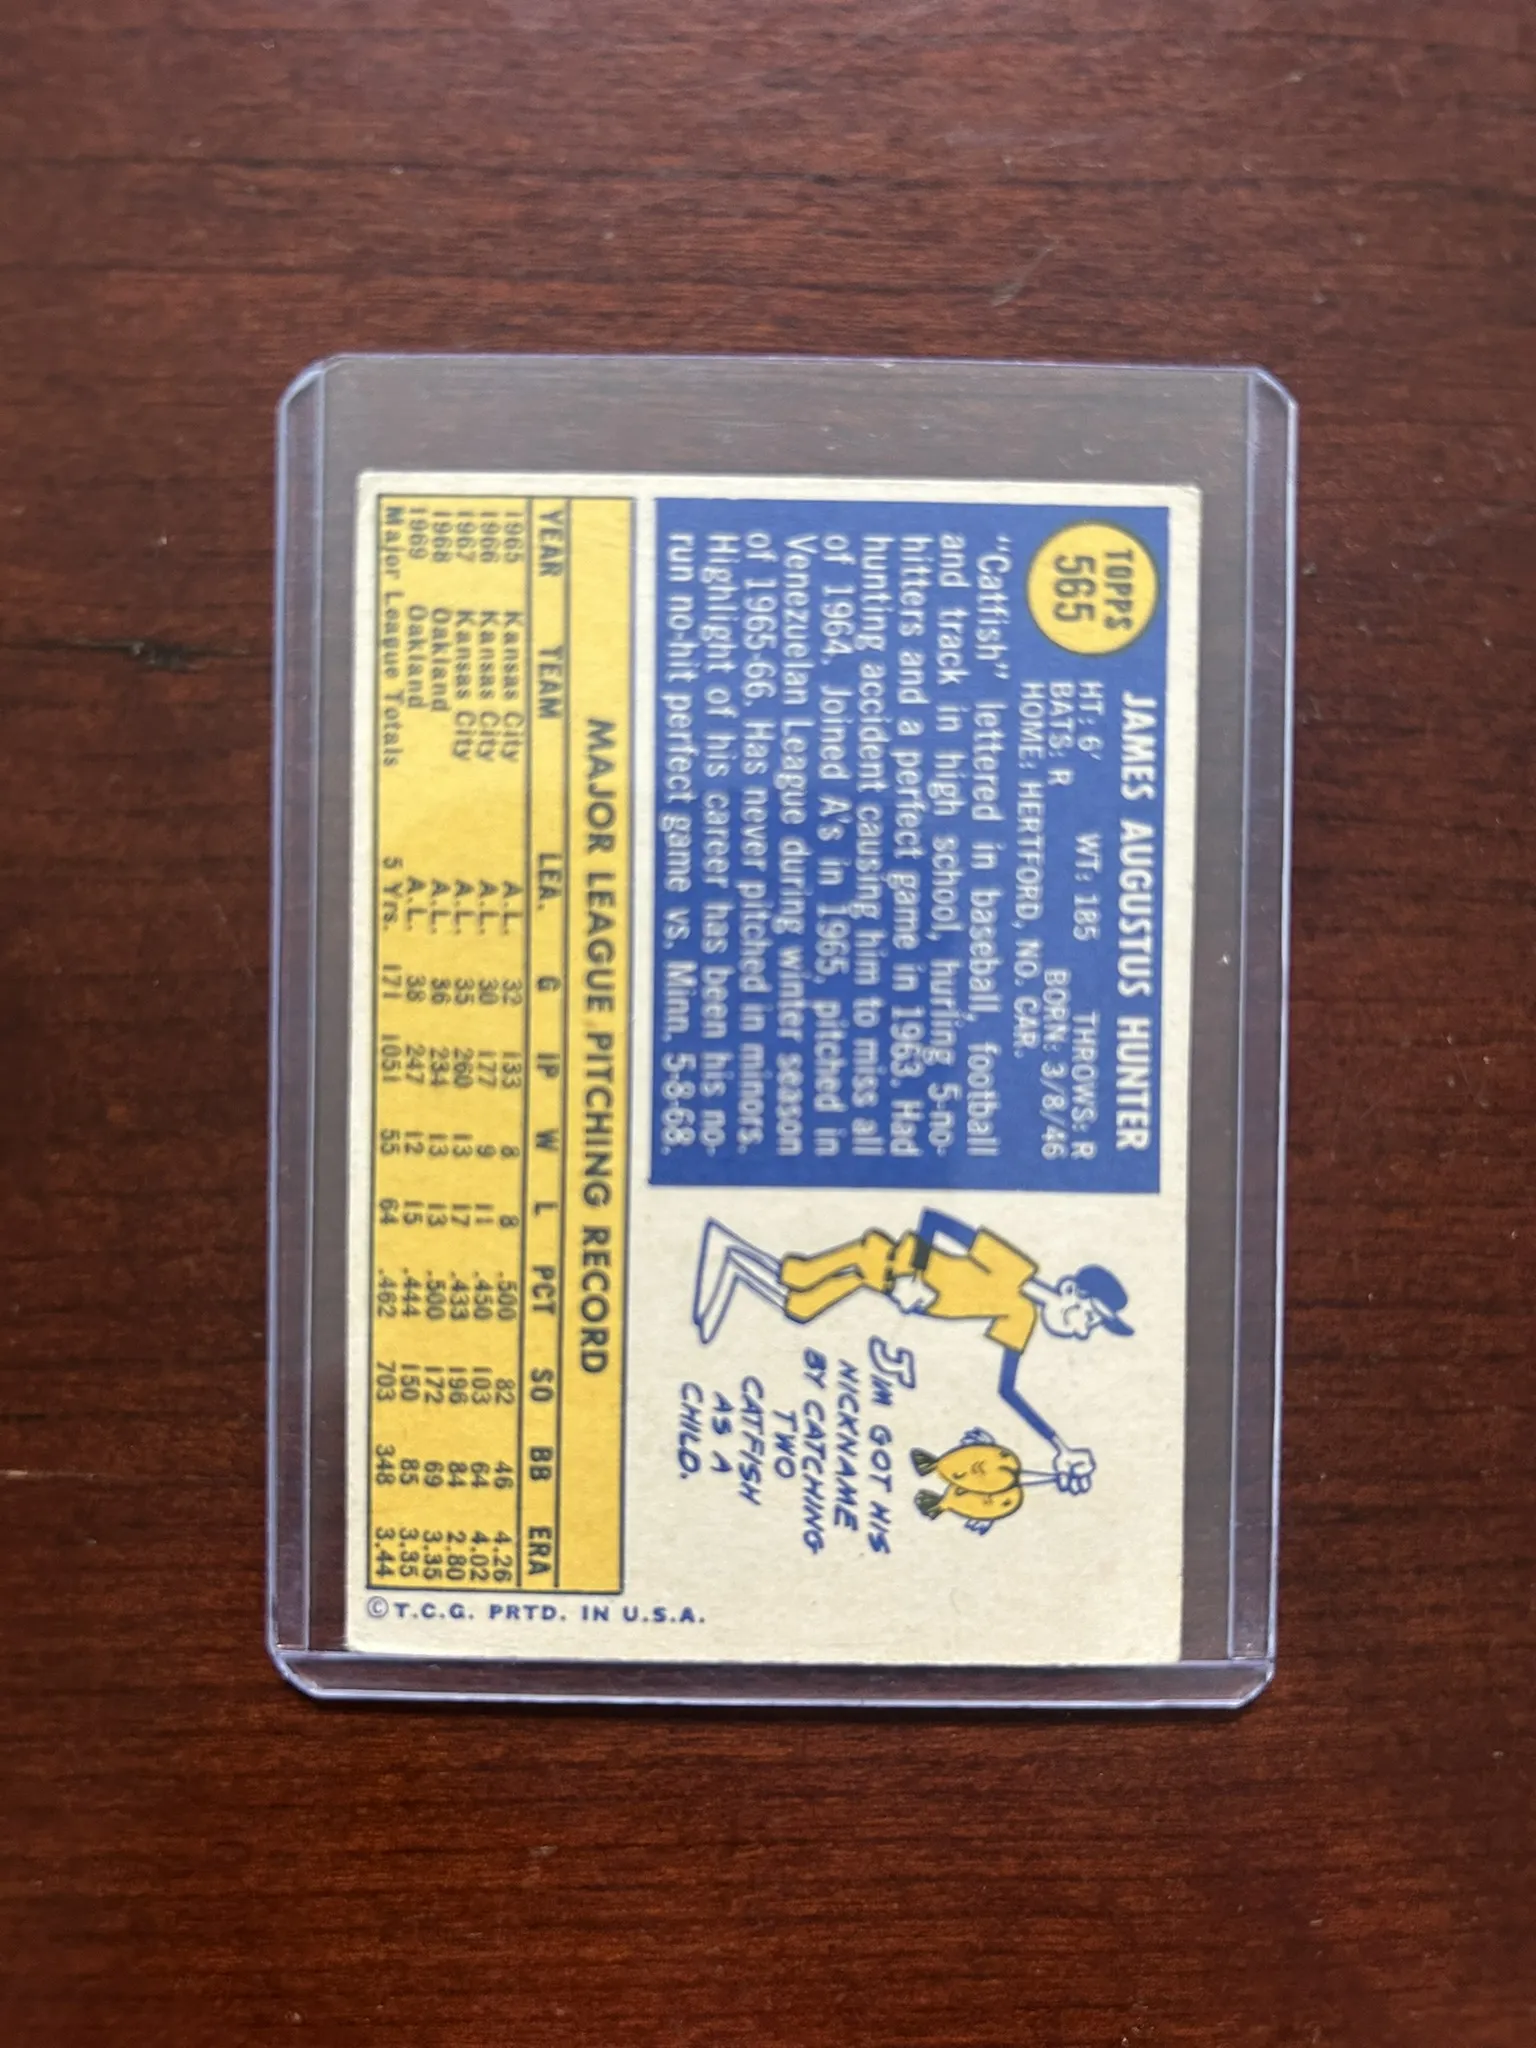 TOPPS
565
JAMES AUGUSTUS HUNTER
HT: 6' WT: 185 THROWS: R
BATS: R BORN: 3/8/46
HOME: HERTFORD, NO. CAR.
"Catfish" lettered in baseball, football
and track in high school, hurling 5-no-
hitters and a perfect game in 1963. Had
hunting accident causing him to miss all
of 1964. Joined A's in 1965, pitched in
Venezuelan League during winter season
of 1965-66. Has never pitched in minors.
Highlight of his career has been his no-
run no-hit perfect game vs. Minn. 5-8-68.
JIM GOT HIS
NICKNAME
BY CATCHING
TWO
CATFISH
AS A
CHILD.
MAJOR LEAGUE PITCHING RECORD
YEAR TEAM LEA. G IP W L PCT SO BB ERA
1965 Kansas City A.L. 32 133 8 8 .500 82 46 4.26
1966 Kansas City A.L. 30 177 9 11 .450 103 64 4.02
1967 Kansas City A.L. 35 260 13 17 .433 196 84 2.80
1968 Oakland A.L. 36 234 13 13 .500 172 69 3.35
1969 Oakland A.L. 38 247 12 15 .444 150 85 3.35
Major League Totals 5 Yrs. 171 1051 55 64 .462 703 348 3.44
© T.C.G. PRTD. IN U.S.A.